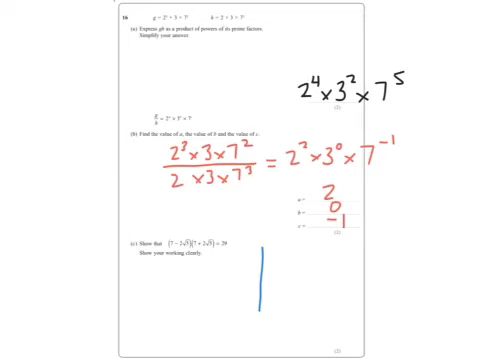 16 g = 2³ × 3 × 7² h = 2 × 3 × 7³
(a) Express gh as a product of powers of its prime factors.
Simplify your answer.
2⁴ × 3² × 7⁵
(2)
g/h = 2ᵃ × 3ᵇ × 7ᶜ
(b) Find the value of a, the value of b and the value of c.
2³ × 3 × 7² / 2 × 3 × 7³ = 2² × 3⁰ × 7⁻¹
a = 2
b = 0
c = -1
(2)
(c) Show that (7 − 2√5)(7 + 2√5) = 29
Show your working clearly.
(2)